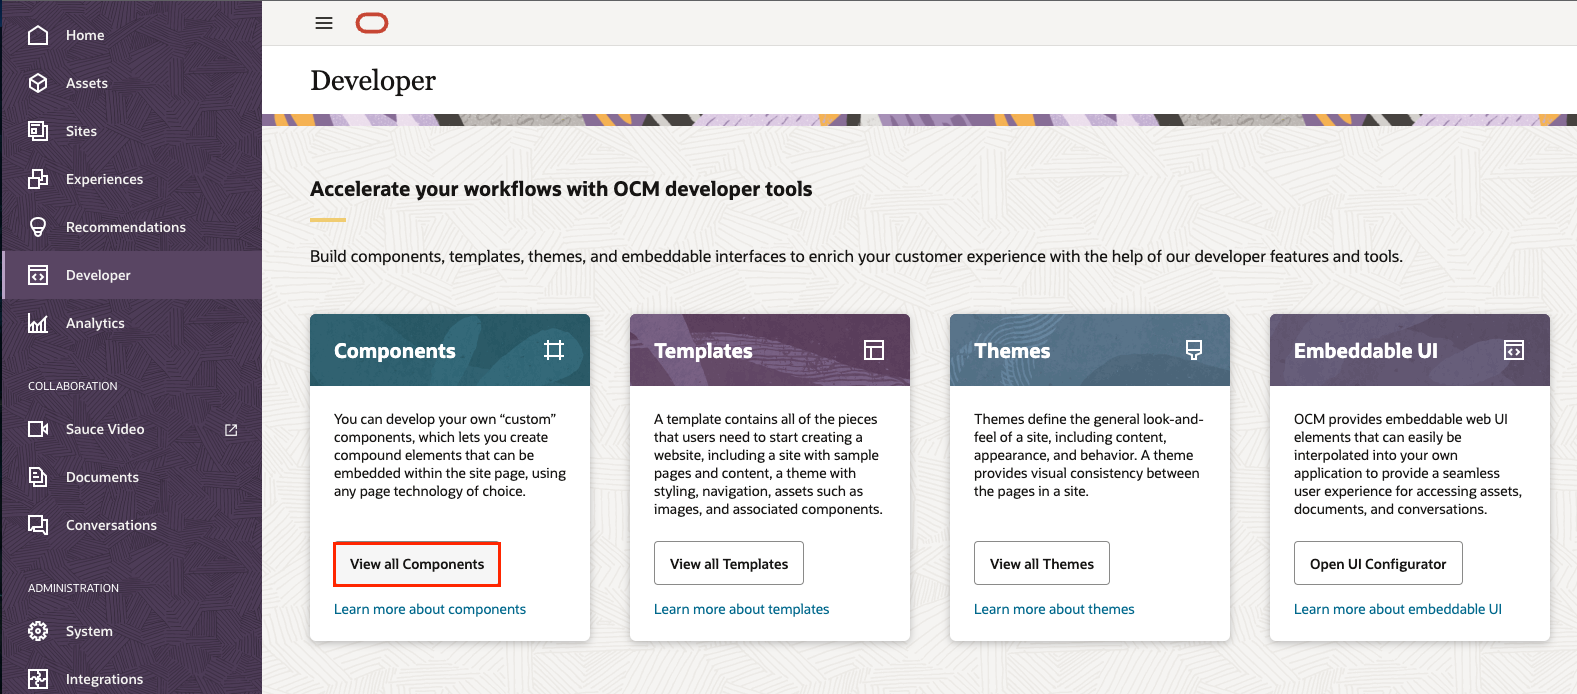 Home
Assets
Sites
Experiences
Recommendations
Developer
Analytics
COLLABORATION
Sauce Video
Documents
Conversations
ADMINISTRATION
System
Integrations
Developer
Accelerate your workflows with OCM developer tools
Build components, templates, themes, and embeddable interfaces to enrich your customer experience with the help of our developer features and tools.
Components
You can develop your own “custom”
components, which lets you create
compound elements that can be
embedded within the site page, using
any page technology of choice.
View all Components
Learn more about components
Templates
A template contains all of the pieces
that users need to start creating a
website, including a site with sample
pages and content, a theme with
styling, navigation, assets such as
images, and associated components.
View all Templates
Learn more about templates
Themes
Themes define the general look-and-
feel of a site, including content,
appearance, and behavior. A theme
provides visual consistency between
the pages in a site.
View all Themes
Learn more about themes
Embeddable UI
OCM provides embeddable web UI
elements that can easily be
interpolated into your own
application to provide a seamless
user experience for accessing assets,
documents, and conversations.
Open UI Configurator
Learn more about embeddable UI